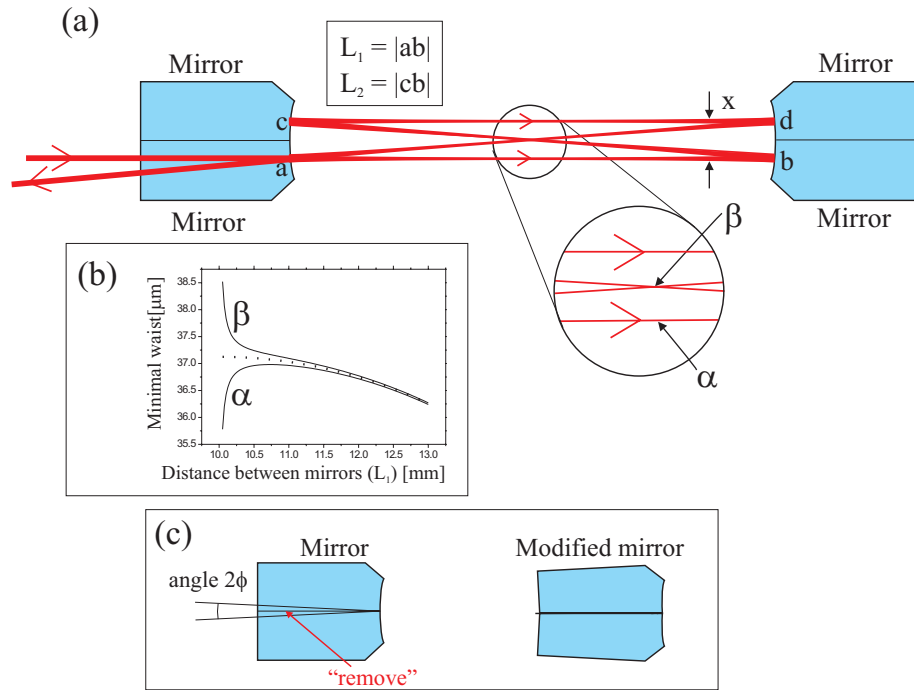 (a)
L₁ = |ab|
L₂ = |cb|
Mirror
Mirror
c
x
d
a
b
Mirror
Mirror
β
α
(b)
Minimal waist[µm]
38.5
38.0
37.5
37.0
36.5
36.0
35.5
β
α
10.0 10.5 11.0 11.5 12.0 12.5 13.0
Distance between mirrors (L₁) [mm]
(c)
Mirror
Modified mirror
angle 2ϕ
“remove”